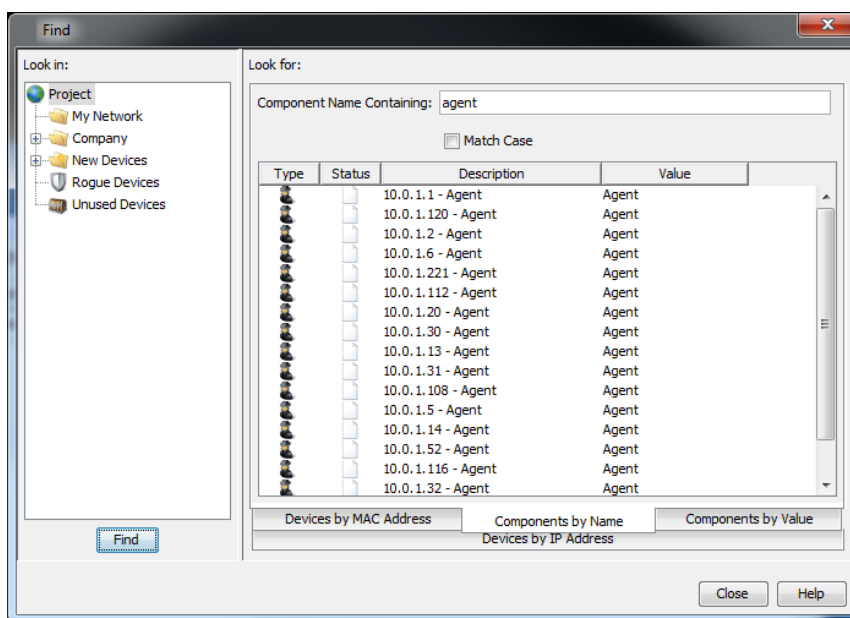 Find
Look in:
Project
My Network
Company
New Devices
Rogue Devices
Unused Devices
Find
Look for:
Component Name Containing: agent
Match Case
Type Status Description Value
10.0.1.1 - Agent Agent
10.0.1.120 - Agent Agent
10.0.1.2 - Agent Agent
10.0.1.6 - Agent Agent
10.0.1.221 - Agent Agent
10.0.1.112 - Agent Agent
10.0.1.20 - Agent Agent
10.0.1.30 - Agent Agent
10.0.1.13 - Agent Agent
10.0.1.31 - Agent Agent
10.0.1.108 - Agent Agent
10.0.1.5 - Agent Agent
10.0.1.14 - Agent Agent
10.0.1.52 - Agent Agent
10.0.1.116 - Agent Agent
10.0.1.32 - Agent Agent
Devices by MAC Address Components by Name Components by Value
Devices by IP Address
Close Help